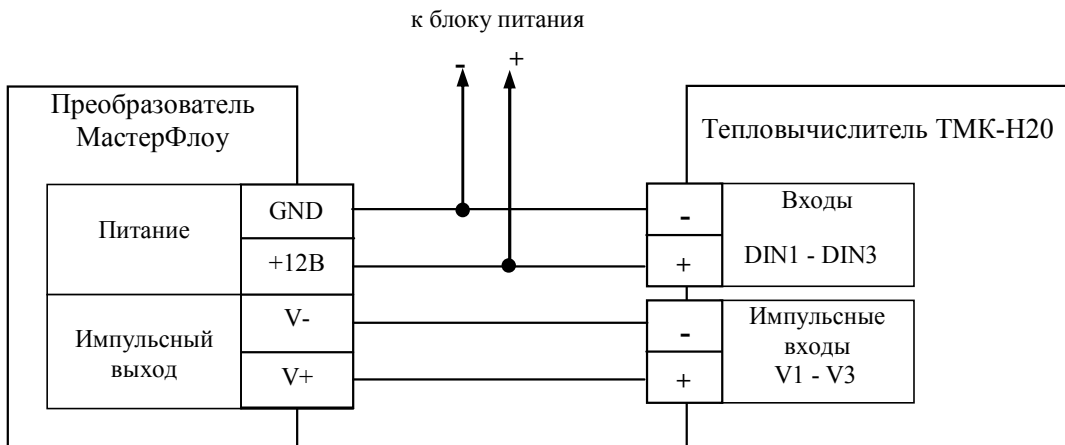 к блоку питания
- +
Преобразователь
МастерФлоу
Тепловычислитель ТМК-Н20
Питание
GND
+12В
Импульсный
выход
V-
V+
-
+
Входы
DIN1 - DIN3
-
+
Импульсные
входы
V1 - V3